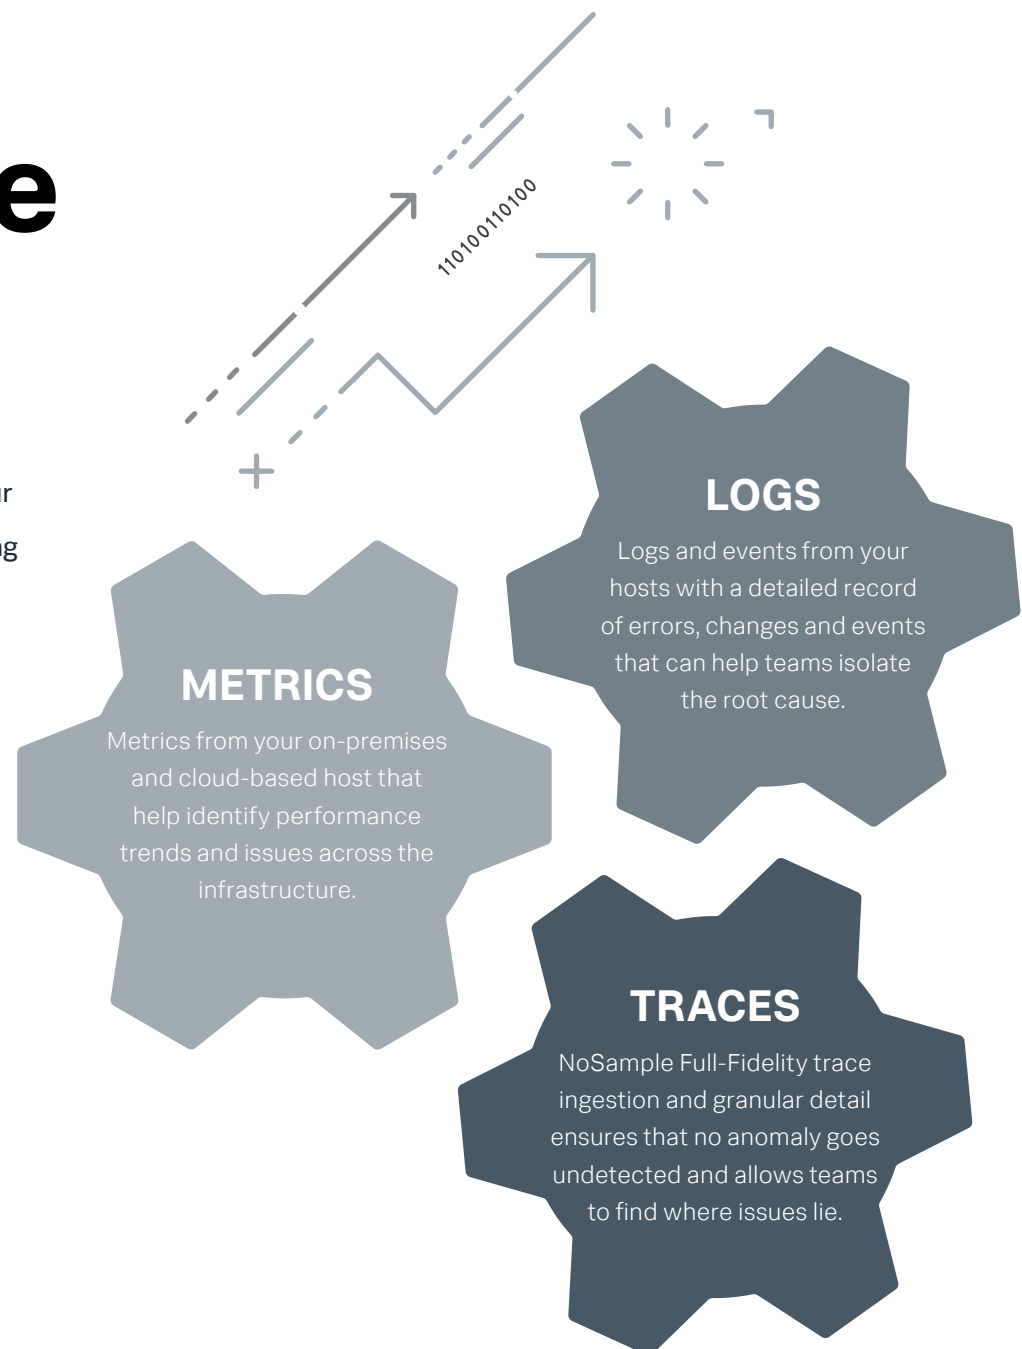 e
110100110100
ur
ng
LOGS
Logs and events from your
hosts with a detailed record
of errors, changes and events
that can help teams isolate
the root cause.
METRICS
Metrics from your on-premises
and cloud-based host that
help identify performance
trends and issues across the
infrastructure.
TRACES
NoSample Full-Fidelity trace
ingestion and granular detail
ensures that no anomaly goes
undetected and allows teams
to find where issues lie.